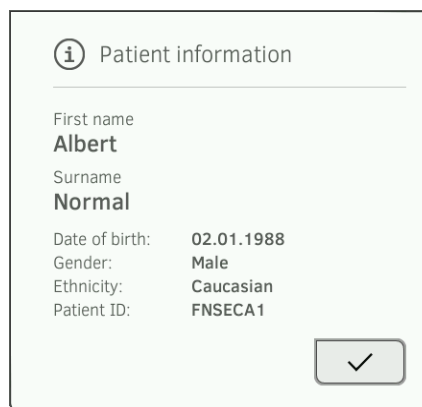 Patient information
First name
Albert
Surname
Normal
Date of birth: 02.01.1988
Gender: Male
Ethnicity: Caucasian
Patient ID: FNSECA1